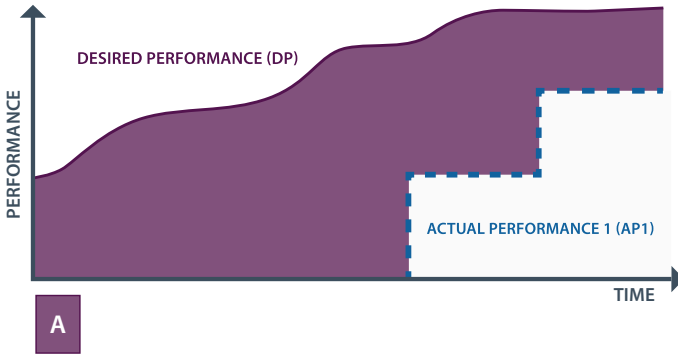 DESIRED PERFORMANCE (DP)
PERFORMANCE
ACTUAL PERFORMANCE 1 (AP1)
TIME
A